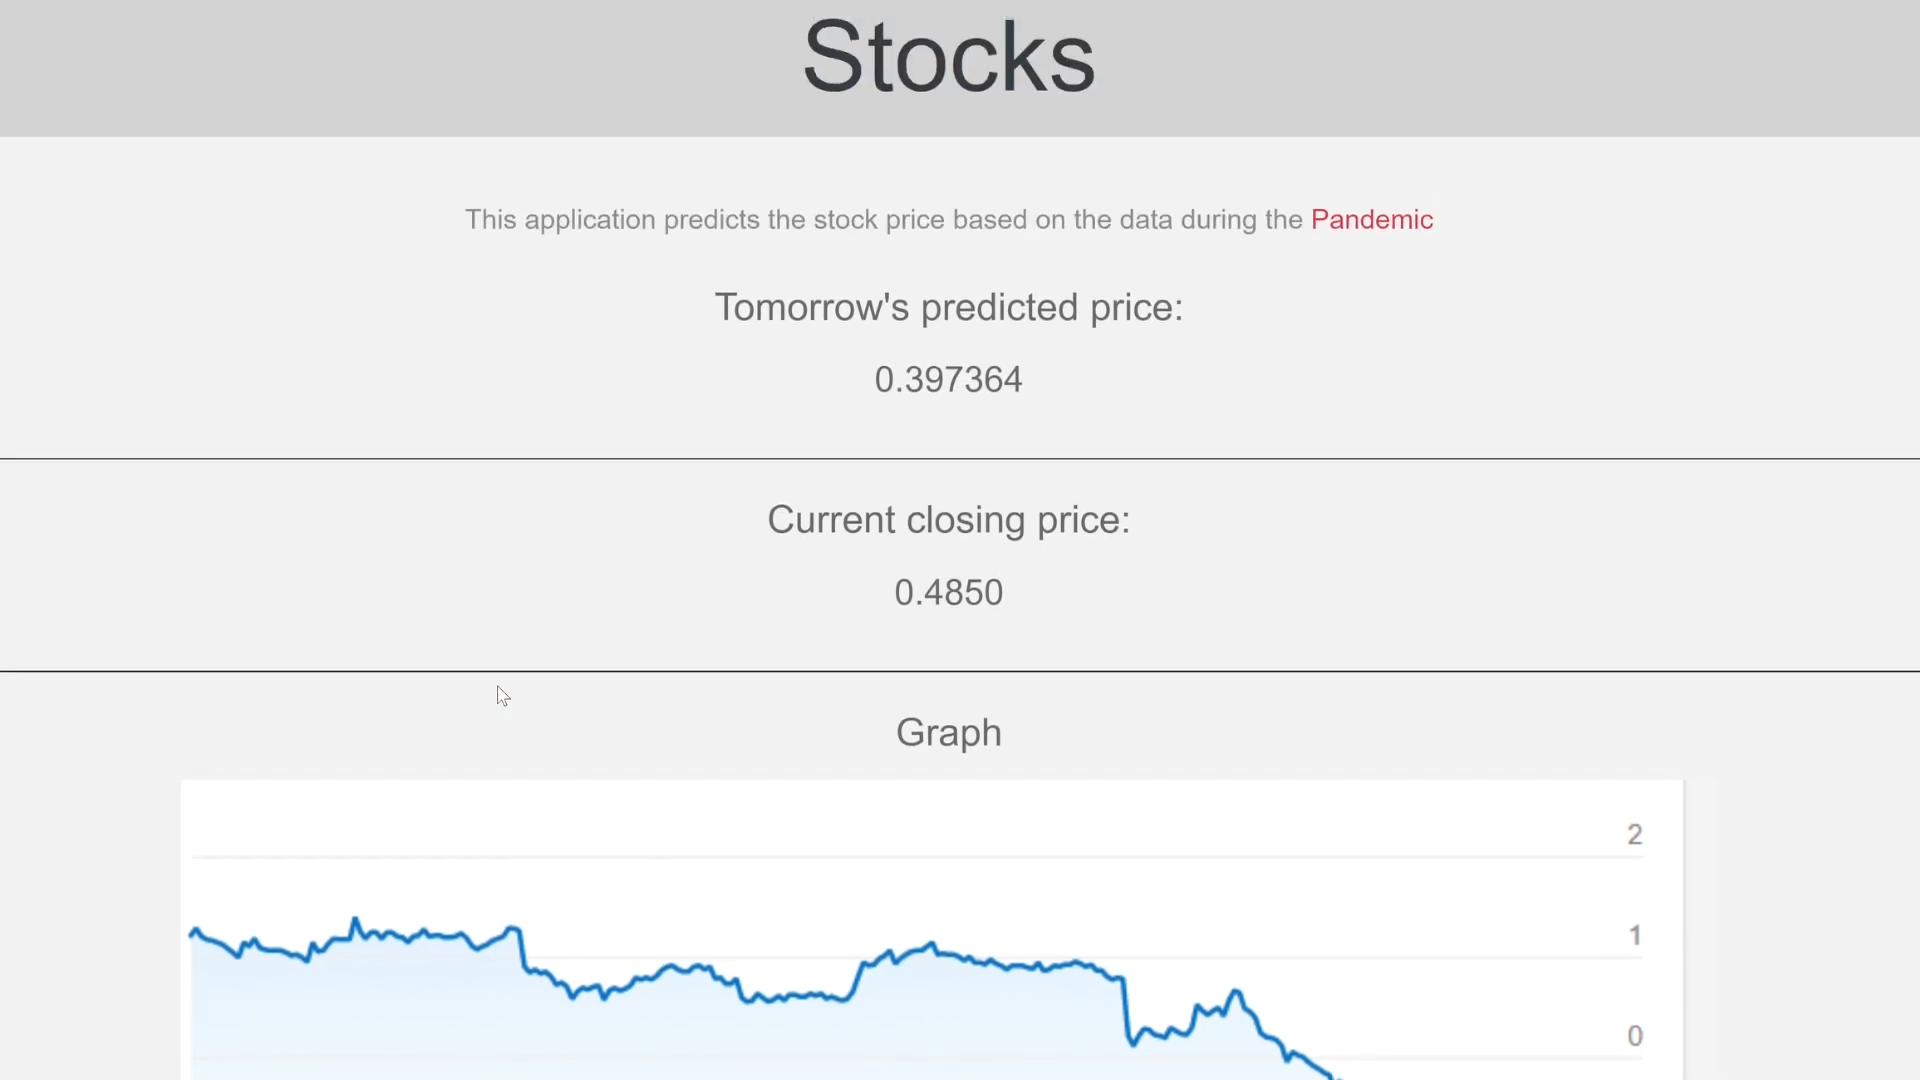 Stocks
This application predicts the stock price based on the data during the Pandemic
Tomorrow's predicted price:
0.397364
Current closing price:
0.4850
Graph
2
1
0